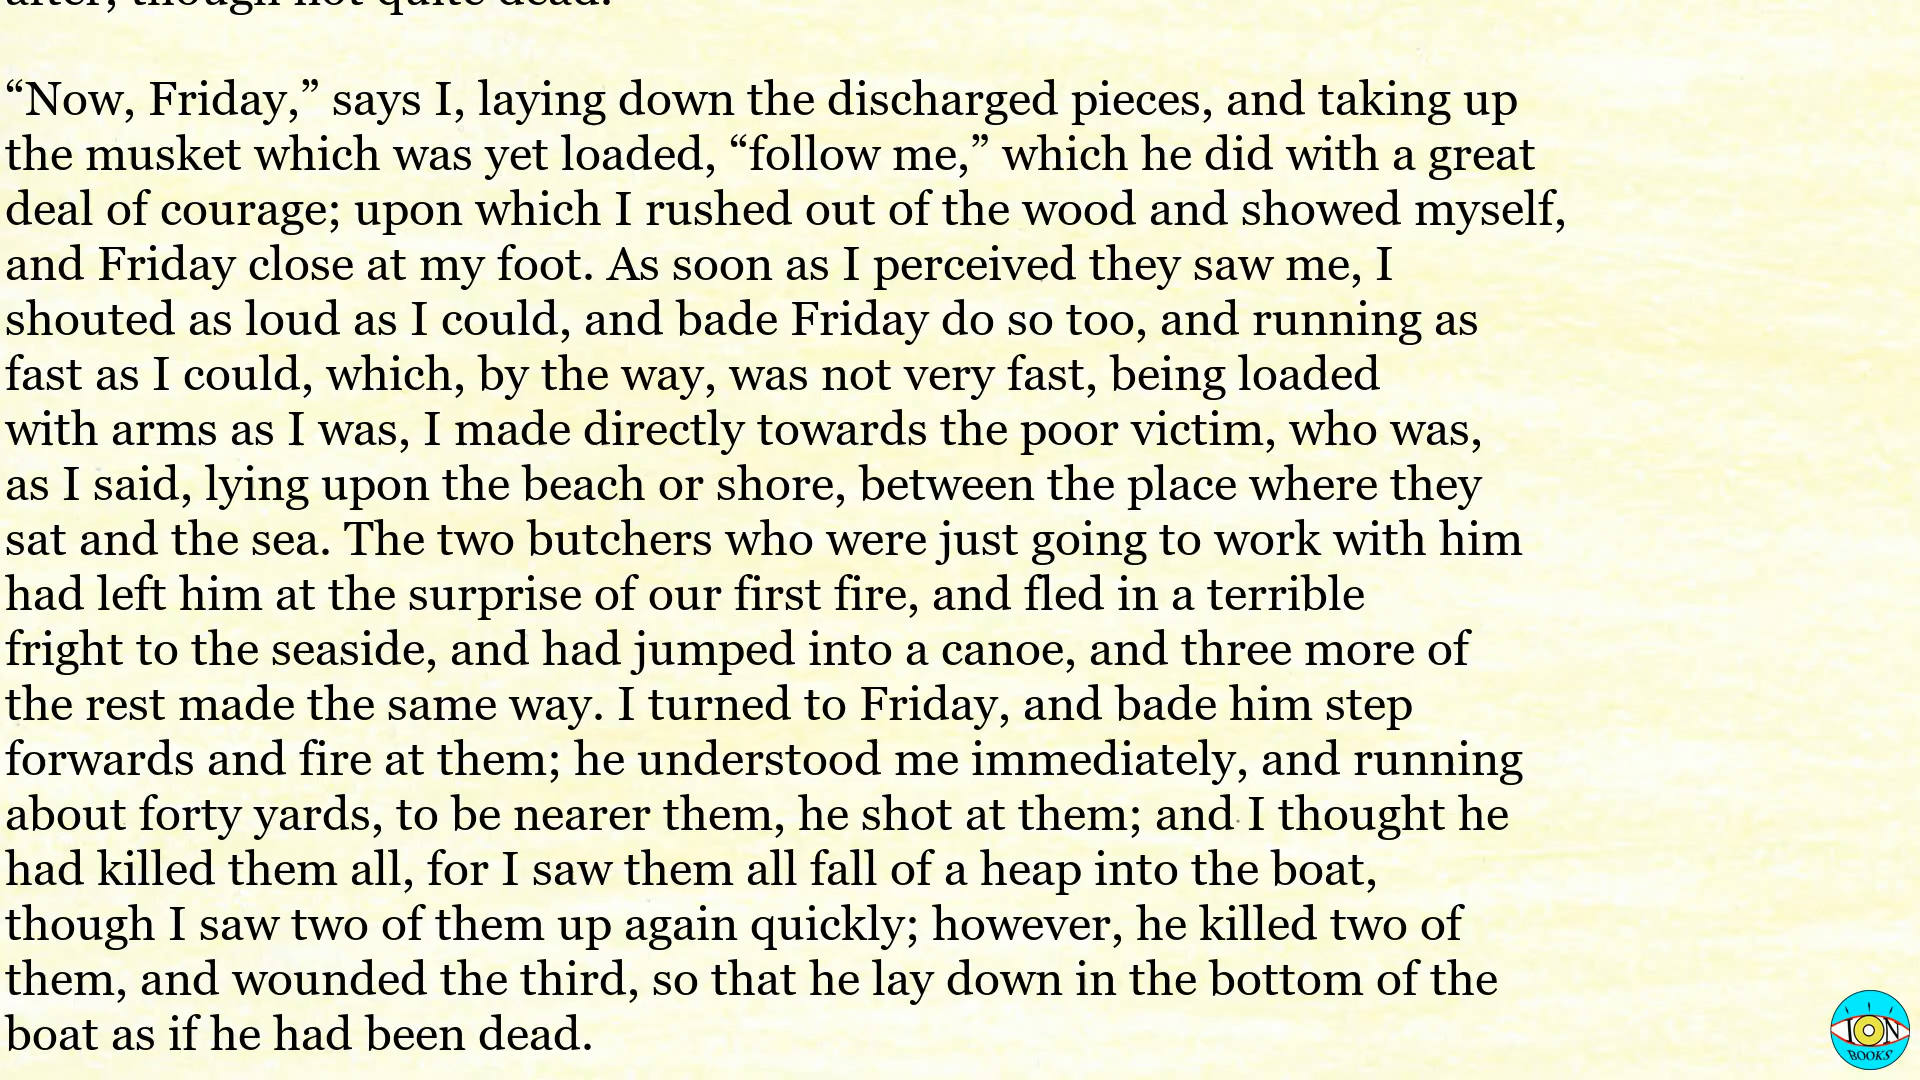 after, though not quite dead.
“Now, Friday,” says I, laying down the discharged pieces, and taking up
the musket which was yet loaded, “follow me,” which he did with a great
deal of courage; upon which I rushed out of the wood and showed myself,
and Friday close at my foot. As soon as I perceived they saw me, I
shouted as loud as I could, and bade Friday do so too, and running as
fast as I could, which, by the way, was not very fast, being loaded
with arms as I was, I made directly towards the poor victim, who was,
as I said, lying upon the beach or shore, between the place where they
sat and the sea. The two butchers who were just going to work with him
had left him at the surprise of our first fire, and fled in a terrible
fright to the seaside, and had jumped into a canoe, and three more of
the rest made the same way. I turned to Friday, and bade him step
forwards and fire at them; he understood me immediately, and running
about forty yards, to be nearer them, he shot at them; and I thought he
had killed them all, for I saw them all fall of a heap into the boat,
though I saw two of them up again quickly; however, he killed two of
them, and wounded the third, so that he lay down in the bottom of the
boat as if he had been dead.
ION
BOOKS